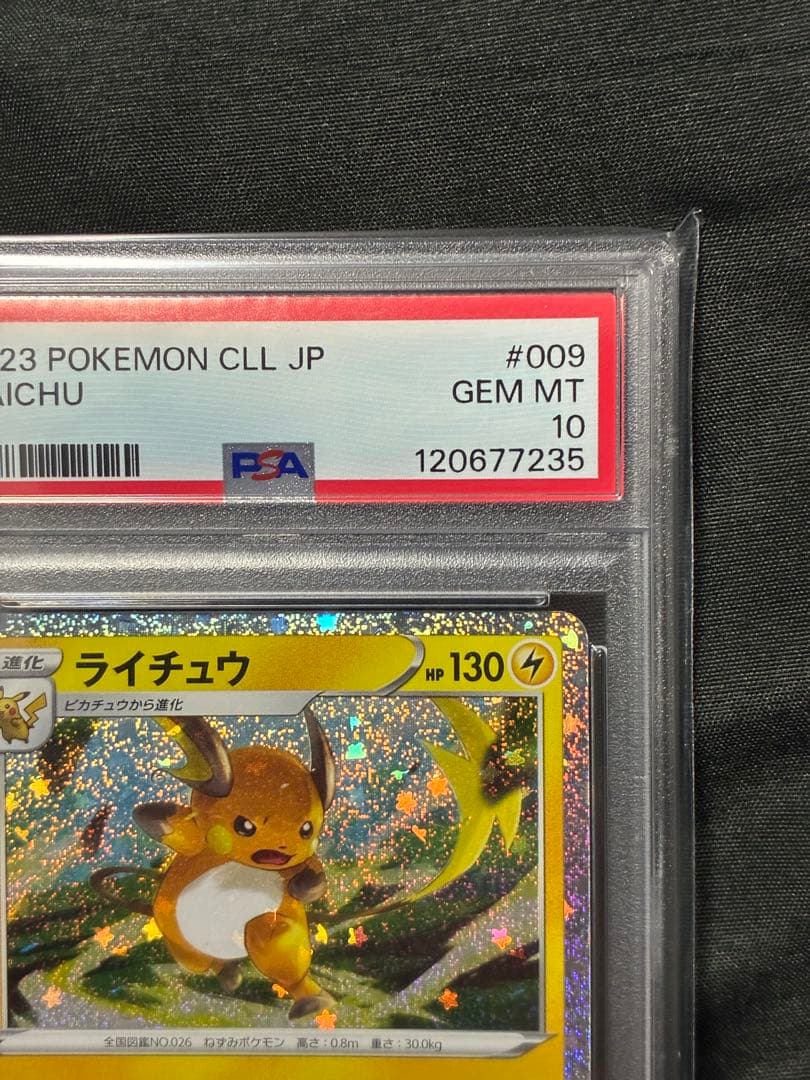 23 POKEMON CLL JP #009
AICHU GEM MT
10
PSA 120677235
進化 ライチュウ HP 130
ピカチュウから進化
全国図鑑NO.026 ねずみポケモン 高さ:0.8m 重さ:30.0kg